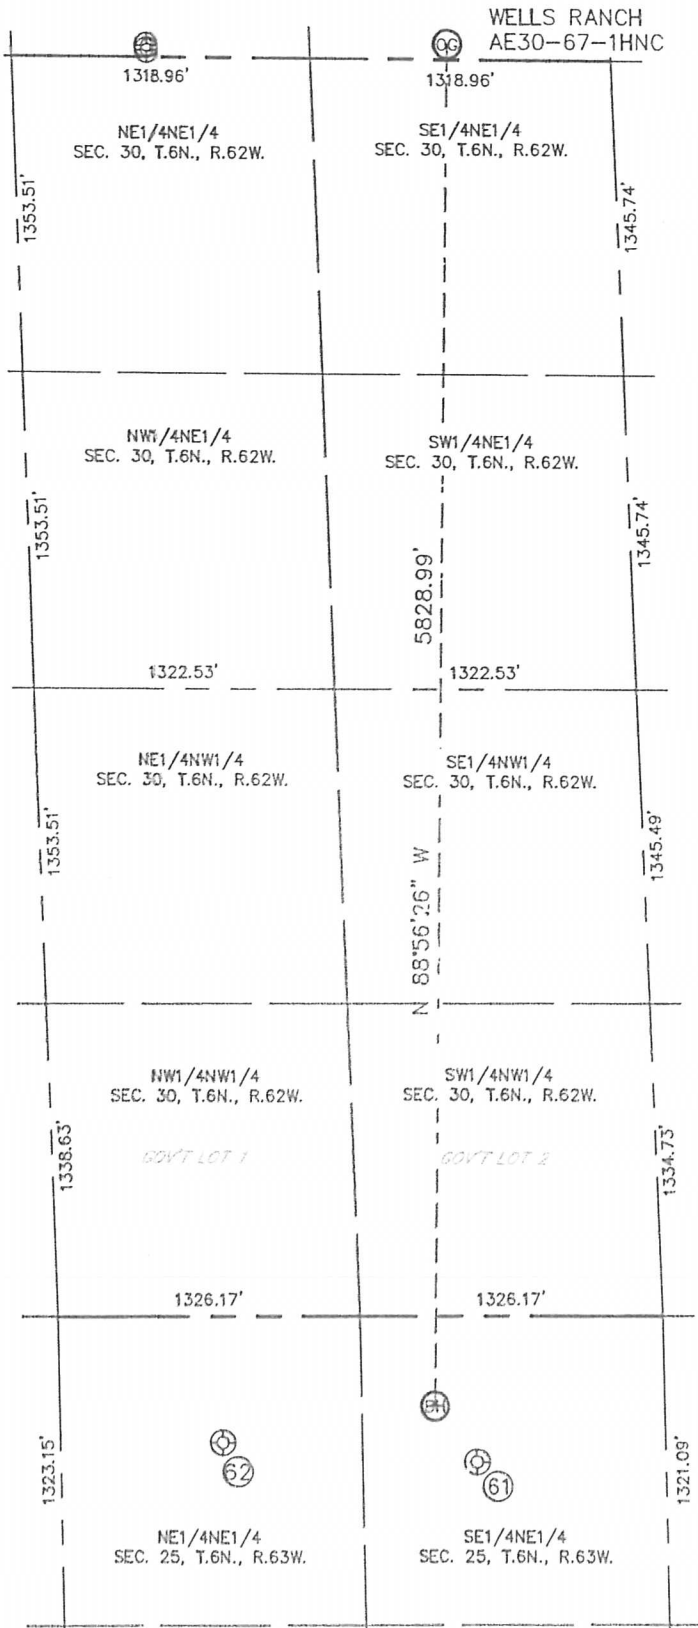 WELLS RANCH
AE30-67-1HNC
OG
1318.96'
1318.96'
NE1/4NE1/4
SEC. 30, T.6N., R.62W.
SE1/4NE1/4
SEC. 30, T.6N., R.62W.
1353.51'
1345.74'
NW1/4NE1/4
SEC. 30, T.6N., R.62W.
SW1/4NE1/4
SEC. 30, T.6N., R.62W.
1353.51'
1345.74'
5828.99'
1322.53'
1322.53'
NE1/4NW1/4
SEC. 30, T.6N., R.62W.
SE1/4NW1/4
SEC. 30, T.6N., R.62W.
1353.51'
1345.49'
N 88°56'26" W
NW1/4NW1/4
SEC. 30, T.6N., R.62W.
SW1/4NW1/4
SEC. 30, T.6N., R.62W.
1338.63'
GOV'T LOT 1
GOV'T LOT 2
1334.73'
1326.17'
1326.17'
BH
62
61
1323.15'
1321.09'
NE1/4NE1/4
SEC. 25, T.6N., R.63W.
SE1/4NE1/4
SEC. 25, T.6N., R.63W.